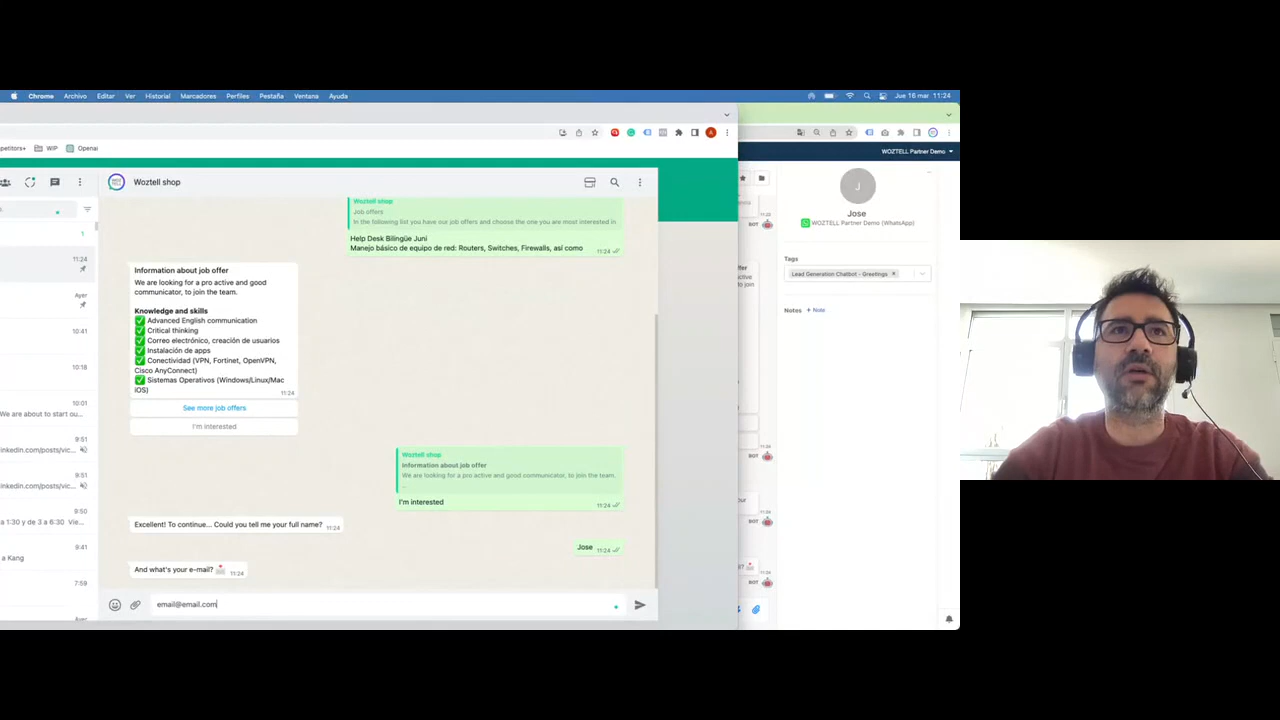 Chrome Archivo Editar Ver Historial Marcadores Perfiles Pestaña Ventana Ayuda
Jue 16 mar 11:24
WIP
Openai
WOZTELL Partner Demo
Woztell shop
1
11:24
Ayer
10:41
10:18
10:01
We are about to start ou...
9:51
inkedin.com/posts/vic...
9:51
inkedin.com/posts/vic...
9:50
a 1:30 y de 3 a 6:30 Vie...
9:41
a Kang
7:59
Ayer
Woztell shop
Job offers
In the following list you have our job offers and choose the one you are most interested in
Help Desk Bilingüe Juni
Manejo básico de equipo de red: Routers, Switches, Firewalls, así como
11:24
Information about job offer
We are looking for a pro active and good
communicator, to join the team.
Knowledge and skills
✅ Advanced English communication
✅ Critical thinking
✅ Correo electrónico, creación de usuarios
✅ Instalación de apps
✅ Conectividad (VPN, Fortinet, OpenVPN,
Cisco AnyConnect)
✅ Sistemas Operativos (Windows/Linux/Mac
iOS)
11:24
See more job offers
I'm interested
Woztell shop
Information about job offer
We are looking for a pro active and good communicator, to join the team.
...
I'm interested
11:24
Excellent! To continue... Could you tell me your full name?
11:24
Jose
11:24
And what's your e-mail?
11:24
email@email.com
11:22
BOT
BOT
BOT
BOT
J
Jose
WOZTELL Partner Demo (WhatsApp)
Tags
Lead Generation Chatbot - Greetings
Notes + Note